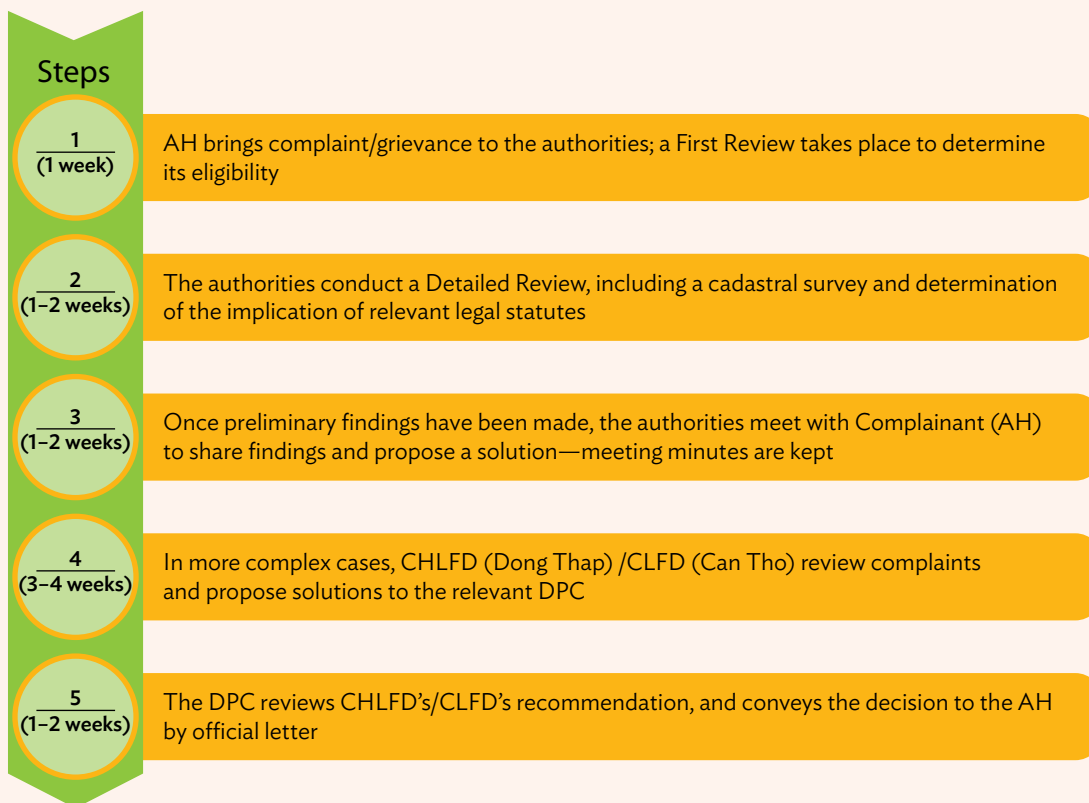 Steps
1
(1 week)
AH brings complaint/grievance to the authorities; a First Review takes place to determine
its eligibility
2
(1–2 weeks)
The authorities conduct a Detailed Review, including a cadastral survey and determination
of the implication of relevant legal statutes
3
(1–2 weeks)
Once preliminary findings have been made, the authorities meet with Complainant (AH)
to share findings and propose a solution—meeting minutes are kept
4
(3–4 weeks)
In more complex cases, CHLFD (Dong Thap) /CLFD (Can Tho) review complaints
and propose solutions to the relevant DPC
5
(1–2 weeks)
The DPC reviews CHLFD’s/CLFD’s recommendation, and conveys the decision to the AH
by official letter